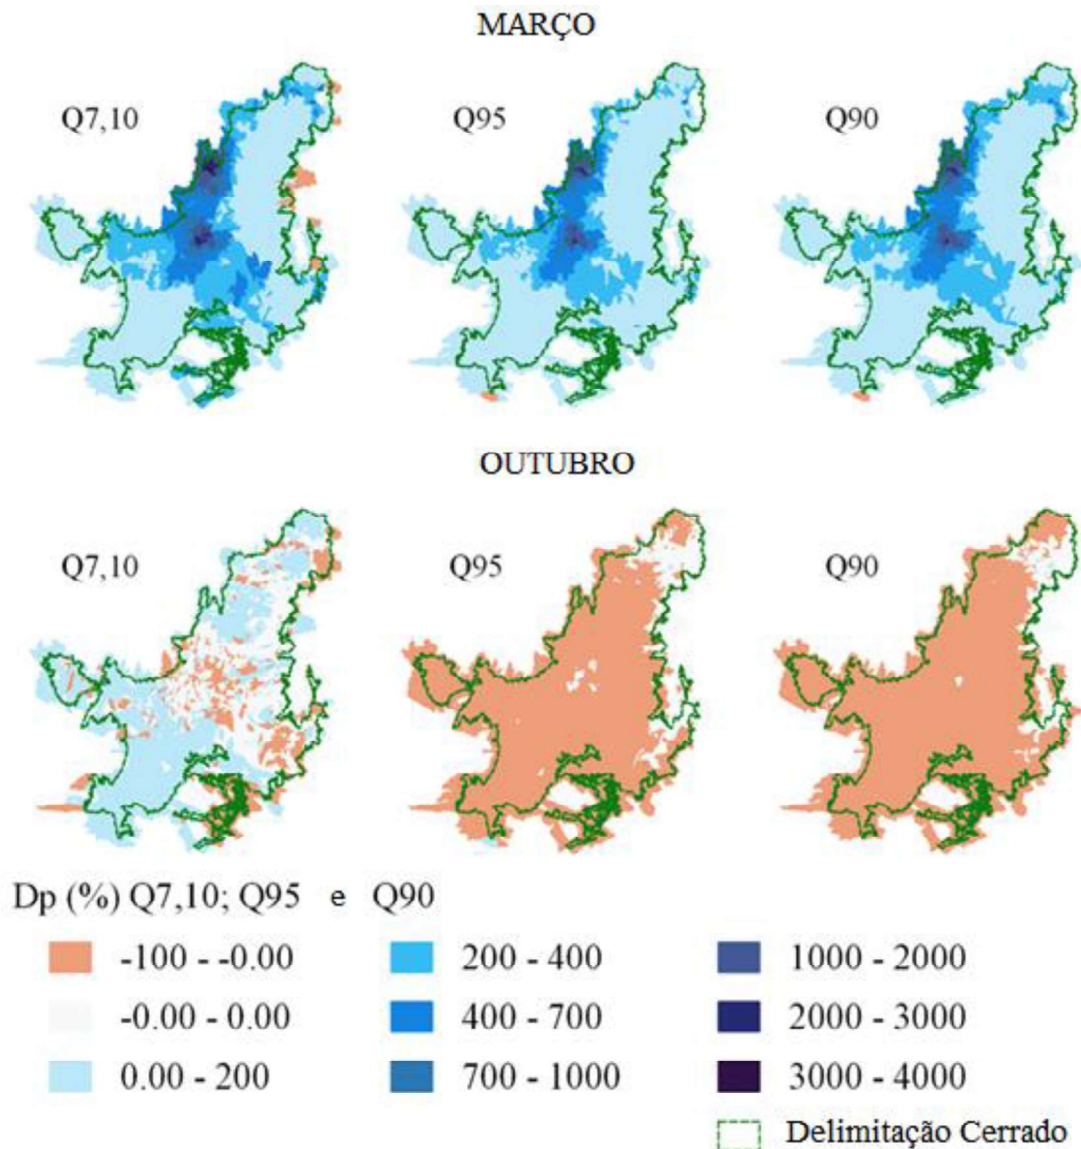 MARÇO
Q7,10
Q95
Q90
OUTUBRO
Q7,10
Q95
Q90
Dp (%) Q7,10; Q95 e Q90
-100 - -0.00
200 - 400
1000 - 2000
-0.00 - 0.00
400 - 700
2000 - 3000
0.00 - 200
700 - 1000
3000 - 4000
Delimitação Cerrado